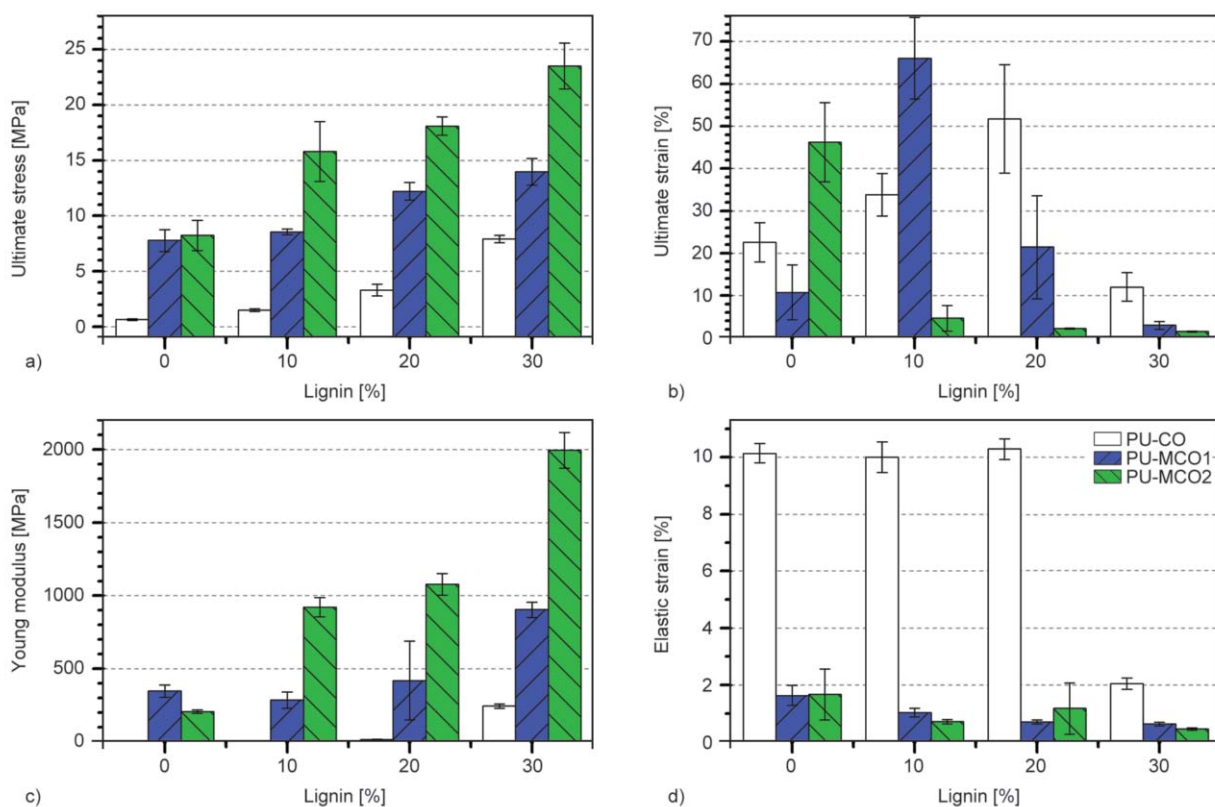 25
20
15
10
5
0
Ultimate stress [MPa]
0 10 20 30
a)
Lignin [%]
70
60
50
40
30
20
10
0
Ultimate strain [%]
0 10 20 30
b)
Lignin [%]
2000
1500
1000
500
0
Young modulus [MPa]
0 10 20 30
c)
Lignin [%]
10
8
6
4
2
0
Elastic strain [%]
PU-CO
PU-MCO1
PU-MCO2
0 10 20 30
d)
Lignin [%]